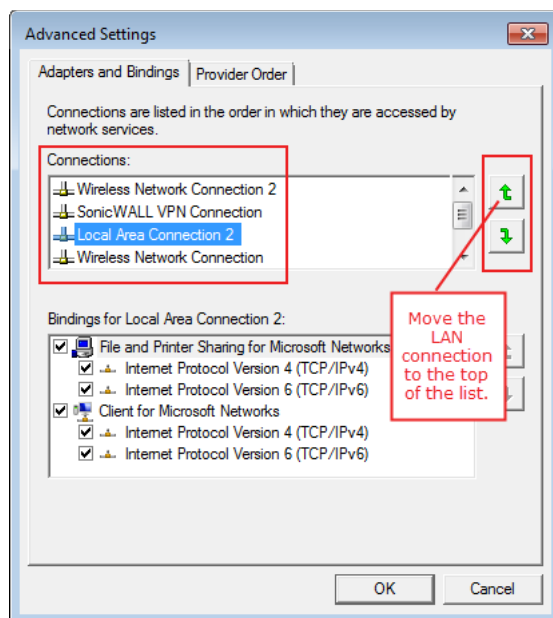 Advanced Settings
Adapters and Bindings
Provider Order
Connections are listed in the order in which they are accessed by
network services.
Connections:
Wireless Network Connection 2
SonicWALL VPN Connection
Local Area Connection 2
Wireless Network Connection
Move the
LAN
connection
to the top
of the list.
Bindings for Local Area Connection 2:
File and Printer Sharing for Microsoft Networks
Internet Protocol Version 4 (TCP/IPv4)
Internet Protocol Version 6 (TCP/IPv6)
Client for Microsoft Networks
Internet Protocol Version 4 (TCP/IPv4)
Internet Protocol Version 6 (TCP/IPv6)
OK
Cancel